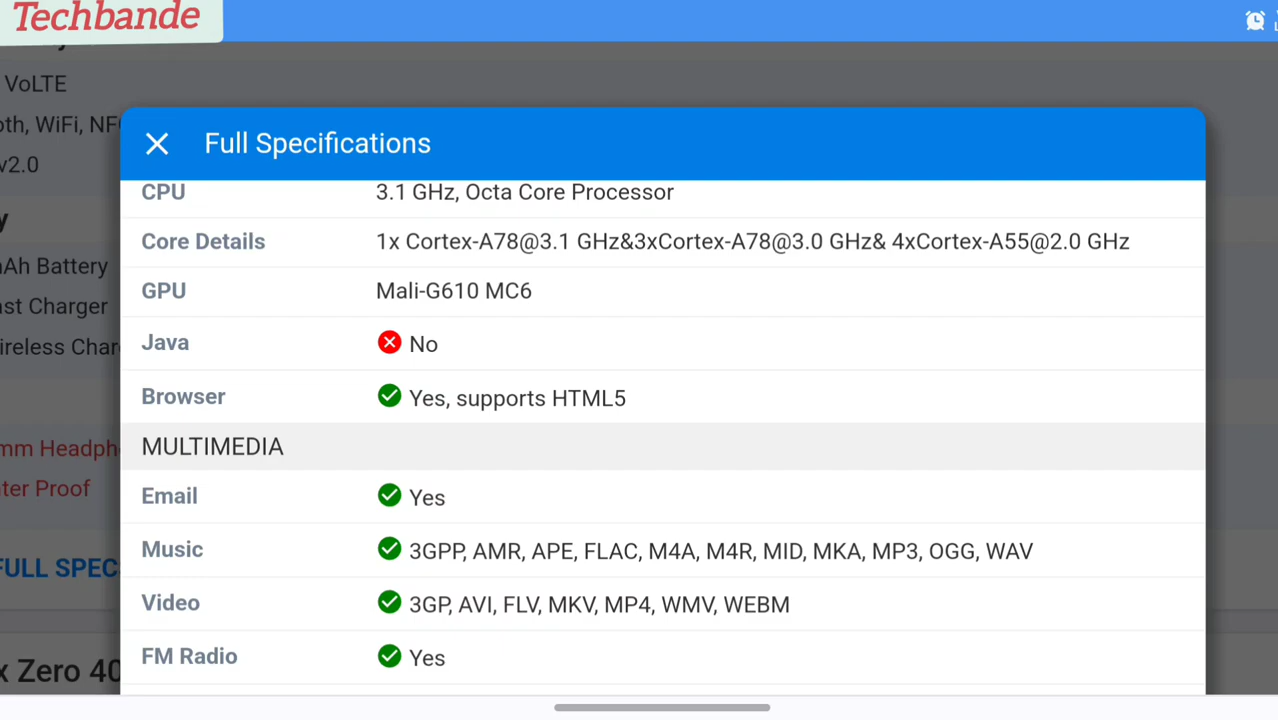 Techbande
VoLTE
oth, WiFi, NF
v2.0
y
Ah Battery
ast Charger
ireless Char
mm Headph
ter Proof
FULL SPEC
x Zero 40
Full Specifications
CPU 3.1 GHz, Octa Core Processor
Core Details 1x Cortex-A78@3.1 GHz&3xCortex-A78@3.0 GHz& 4xCortex-A55@2.0 GHz
GPU Mali-G610 MC6
Java No
Browser Yes, supports HTML5
MULTIMEDIA
Email Yes
Music 3GPP, AMR, APE, FLAC, M4A, M4R, MID, MKA, MP3, OGG, WAV
Video 3GP, AVI, FLV, MKV, MP4, WMV, WEBM
FM Radio Yes